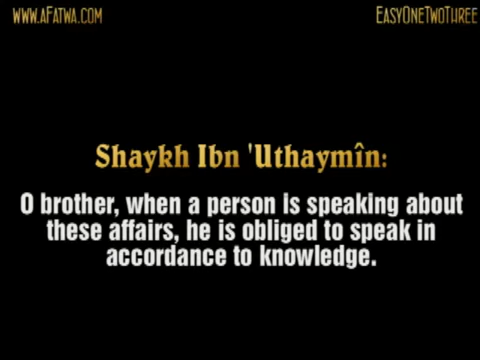 www.aFatwa.com
EasyOneTwoThree
Shaykh Ibn 'Uthaymîn:
O brother, when a person is speaking about
these affairs, he is obliged to speak in
accordance to knowledge.